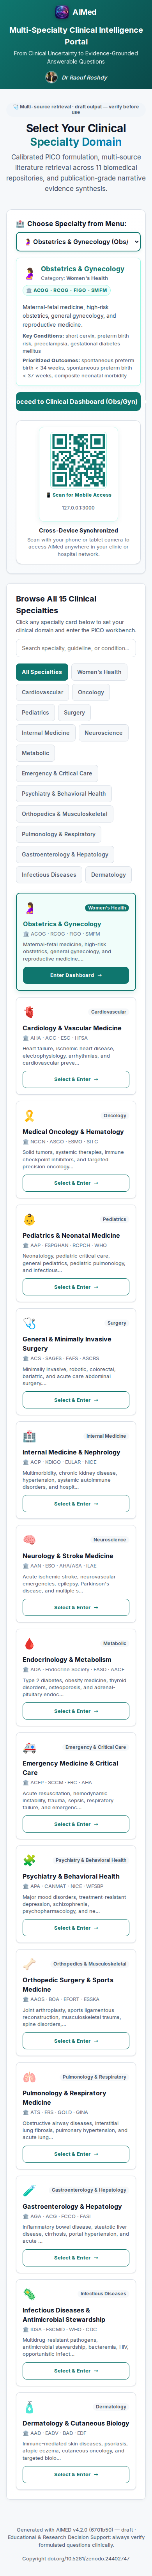 AIMed
Multi-Specialty Clinical Intelligence
Portal
From Clinical Uncertainty to Evidence-Grounded
Answerable Questions
Dr Raouf Roshdy
Multi- source retrieval · draft output — verify before
use
Select Your Clinical
Specialty Domain
Calibrated PICO formulation, multi-source
literature retrieval across 11 biomedical
repositories, and publication-grade narrative
evidence synthesis.
Choose Specialty from Menu:
Obstetrics & Gynecology (Obs/
Obstetrics & Gynecology
Category: Women's Health
ACOG · RCOG · FIGO · SMFM
Maternal-fetal medicine, high-risk
obstetrics, general gynecology, and
reproductive medicine.
Key Conditions: short cervix, preterm birth
risk, preeclampsia, gestational diabetes
mellitus
Prioritized Outcomes: spontaneous preterm
birth < 34 weeks, spontaneous preterm birth
< 37 weeks, composite neonatal morbidity
oceed to Clinical Dashboard (Obs/Gyn)
Scan for Mobile Access
127.0.0.1:3000
Cross-Device Synchronized
Scan with your phone or tablet camera to
access AIMed anywhere in your clinic or
hospital network.
Browse All 15 Clinical
Specialties
Click any specialty card below to set your
clinical domain and enter the PICO workbench.
Search specialty, guideline, or condition...
All Specialties
Women's Health
Cardiovascular
Oncology
Pediatrics
Surgery
Internal Medicine
Neuroscience
Metabolic
Emergency & Critical Care
Psychiatry & Behavioral Health
Orthopedics & Musculoskeletal
Pulmonology & Respiratory
Gastroenterology & Hepatology
Infectious Diseases
Dermatology
Women's Health
Obstetrics & Gynecology
ACOG · RCOG · FIGO · SMFM
Maternal-fetal medicine, high-risk
obstetrics, general gynecology, and
reproductive medicine,...
Enter Dashboard →
Cardiovascular
Cardiology & Vascular Medicine
AHA · ACC · ESC · HFSA
Heart failure, ischemic heart disease,
electrophysiology, arrhythmias, and
cardiovascular preve...
Select & Enter →
Oncology
Medical Oncology & Hematology
NCCN · ASCO · ESMO · SITC
Solid tumors, systemic therapies, immune
checkpoint inhibitors, and targeted
precision oncology...
Select & Enter →
Pediatrics
Pediatrics & Neonatal Medicine
AAP · ESPGHAN · RCPCH · WHO
Neonatology, pediatric critical care,
general pediatrics, pediatric pulmonology,
and infectious...
Select & Enter →
Surgery
General & Minimally Invasive
Surgery
ACS · SAGES · EAES · ASCRS
Minimally invasive, robotic, colorectal,
bariatric, and acute care abdominal
surgery....
Select & Enter →
Internal Medicine
Internal Medicine & Nephrology
ACP · KDIGO · EULAR · NICE
Multimorbidity, chronic kidney disease,
hypertension, systemic autoimmune
disorders, and hospit...
Select & Enter →
Neuroscience
Neurology & Stroke Medicine
AAN · ESO · AHA/ASA · ILAE
Acute ischemic stroke, neurovascular
emergencies, epilepsy, Parkinson's
disease, and multiple s...
Select & Enter →
Metabolic
Endocrinology & Metabolism
ADA · Endocrine Society · EASD · AACE
Type 2 diabetes, obesity medicine, thyroid
disorders, osteoporosis, and adrenal-
pituitary endoc....
Select & Enter →
Emergency & Critical Care
Emergency Medicine & Critical
Care
ACEP · SCCM · ERC · AHA
Acute resuscitation, hemodynamic
instability, trauma, sepsis, respiratory
failure, and emergenc...
Select & Enter →
Psychiatry & Behavioral Health
Psychiatry & Behavioral Health
APA · CANMAT · NICE · WFSBP
Major mood disorders, treatment-resistant
depression, schizophrenia,
psychopharmacology, and ne...
Select & Enter →
Orthopedics & Musculoskeletal
Orthopedic Surgery & Sports
Medicine
AAOS · BOA · EFORT · ESSKA
Joint arthroplasty, sports ligamentous
reconstruction, musculoskeletal trauma,
spine disorders,...
Select & Enter →
Pulmonology & Respiratory
Pulmonology & Respiratory
Medicine
ATS · ERS · GOLD · GINA
Obstructive airway diseases, interstitial
lung fibrosis, pulmonary hypertension, and
acute lung...
Select & Enter →
Gastroenterology & Hepatology
Gastroenterology & Hepatology
AGA · ACG · ECCO · EASL
Inflammatory bowel disease, steatotic liver
disease, cirrhosis, portal hypertension, and
acute ...
Select & Enter →
Infectious Diseases
Infectious Diseases &
Antimicrobial Stewardship
IDSA · ESCMID · WHO · CDC
Multidrug-resistant pathogens,
antimicrobial stewardship, bacteremia, HIV,
opportunistic infect...
Select & Enter →
Dermatology
Dermatology & Cutaneous Biology
AAD · EADV · BAD · EDF
Immune-mediated skin diseases, psoriasis,
atopic eczema, cutaneous oncology, and
bullous diso...
Select & Enter →
Generated with AIMED v4.2.0 (6701b50) — draft ·
Educational & Research Decision Support: always verify
formulated questions clinically.
Copyright doi.org/10.5281/zenodo.24402747